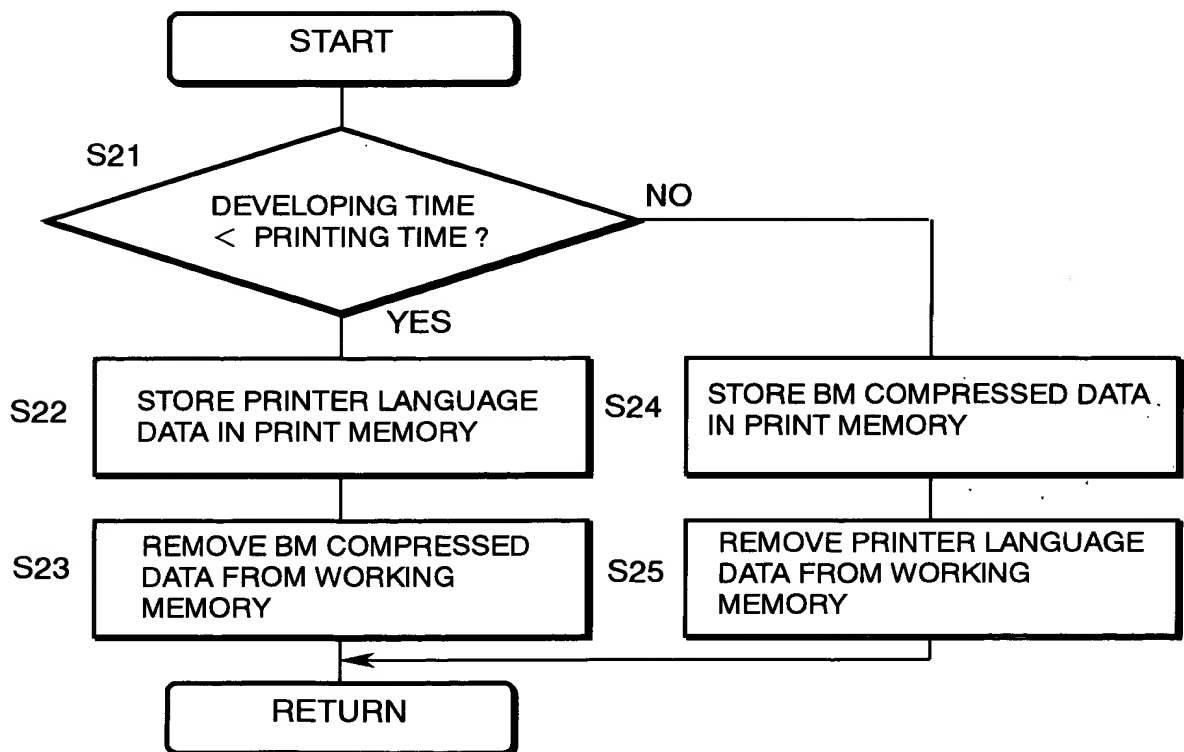 START
S21
DEVELOPING TIME
< PRINTING TIME ?
NO
YES
S22
STORE PRINTER LANGUAGE
DATA IN PRINT MEMORY
S24
STORE BM COMPRESSED DATA
IN PRINT MEMORY
S23
REMOVE BM COMPRESSED
DATA FROM WORKING
MEMORY
S25
REMOVE PRINTER LANGUAGE
DATA FROM WORKING
MEMORY
RETURN